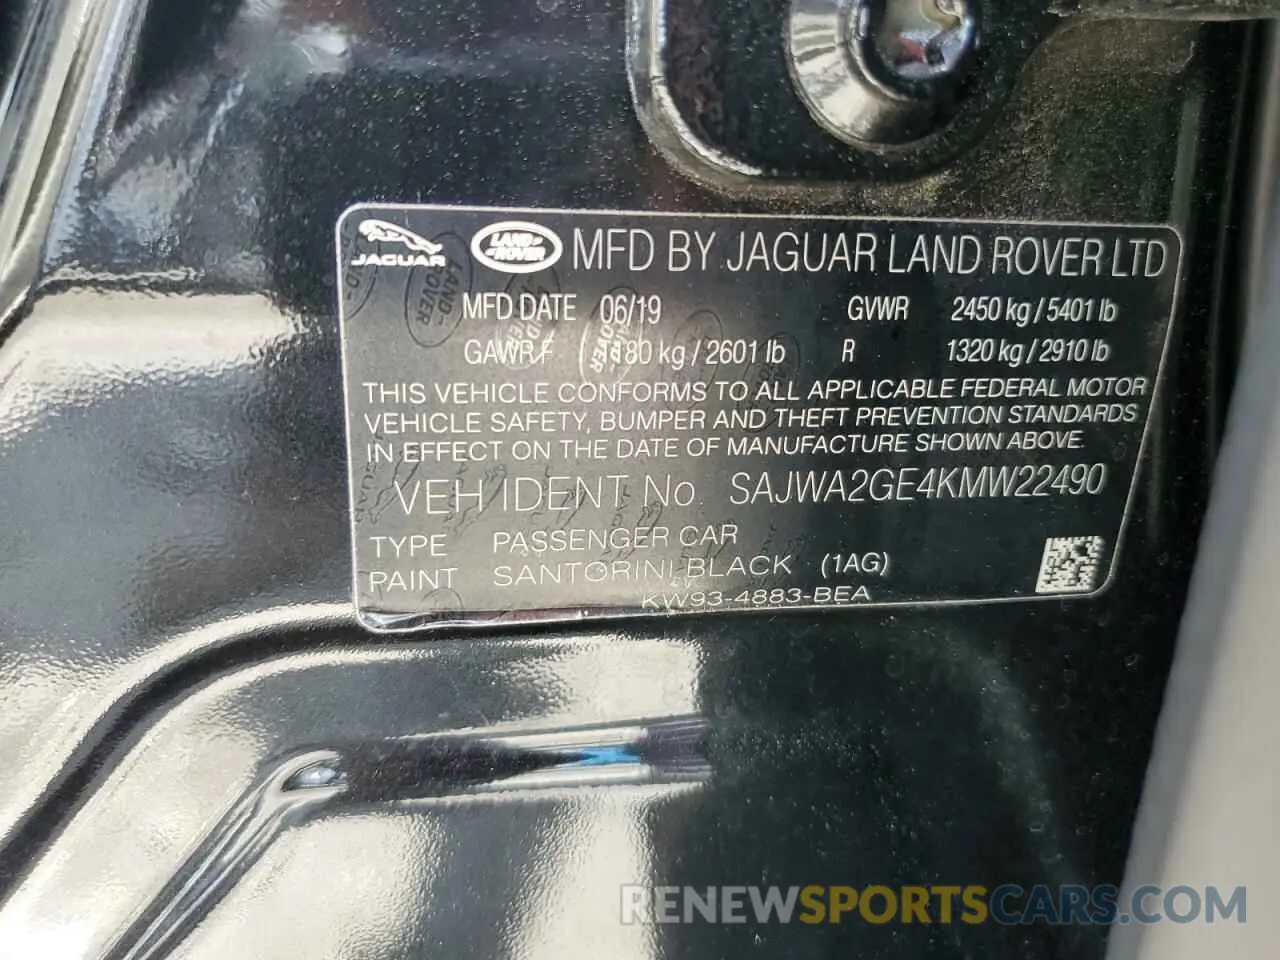 JAGUAR LAND ROVER MFD BY JAGUAR LAND ROVER LTD
MFD DATE 06/19 GVWR 2450 kg / 5401 lb
GAWR F 1180 kg / 2601 lb R 1320 kg / 2910 lb
THIS VEHICLE CONFORMS TO ALL APPLICABLE FEDERAL MOTOR
VEHICLE SAFETY, BUMPER AND THEFT PREVENTION STANDARDS
IN EFFECT ON THE DATE OF MANUFACTURE SHOWN ABOVE.
VEH IDENT No. SAJWA2GE4KMW22490
TYPE PASSENGER CAR
PAINT SANTORINI BLACK (1AG)
KW93-4883-BEA
RENEWSPORTSCARS.COM